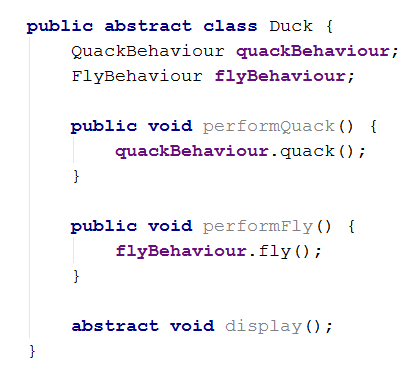 public abstract class Duck {
    QuackBehaviour quackBehaviour;
    FlyBehaviour flyBehaviour;

    public void performQuack() {
        quackBehaviour.quack();
    }

    public void performFly() {
        flyBehaviour.fly();
    }

    abstract void display();
}